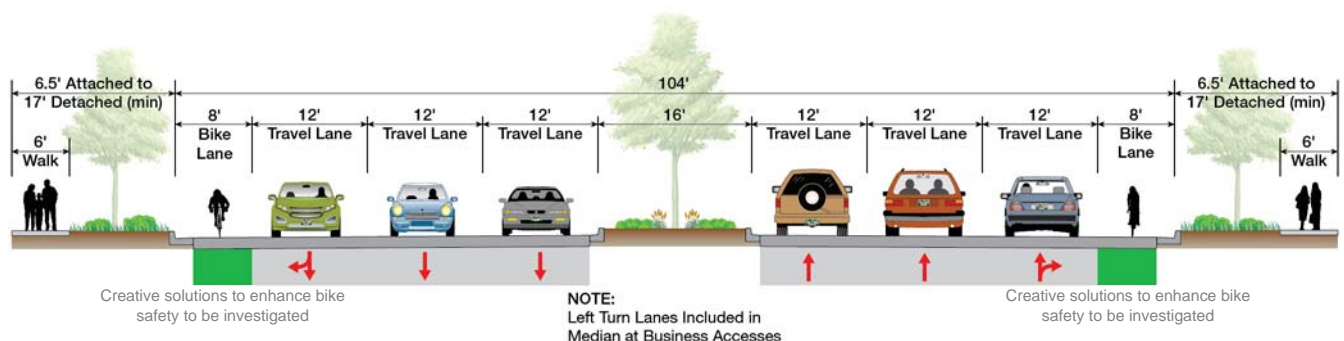 6.5' Attached to
17' Detached (min)
104'
6.5' Attached to
17' Detached (min)
8'
Bike
Lane
12'
Travel Lane
12'
Travel Lane
12'
Travel Lane
16'
12'
Travel Lane
12'
Travel Lane
12'
Travel Lane
8'
Bike
Lane
6'
Walk
6'
Walk
Creative solutions to enhance bike
safety to be investigated
NOTE:
Left Turn Lanes Included in
Median at Business Accesses
Creative solutions to enhance bike
safety to be investigated